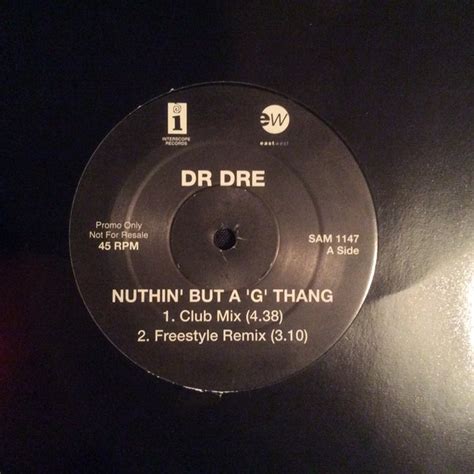 i
INTERSCOPE
RECORDS
ew
eastwest
DR DRE
Promo Only
Not For Resale
45 RPM
SAM 1147
A Side
NUTHIN' BUT A 'G' THANG
1. Club Mix (4.38)
2. Freestyle Remix (3.10)